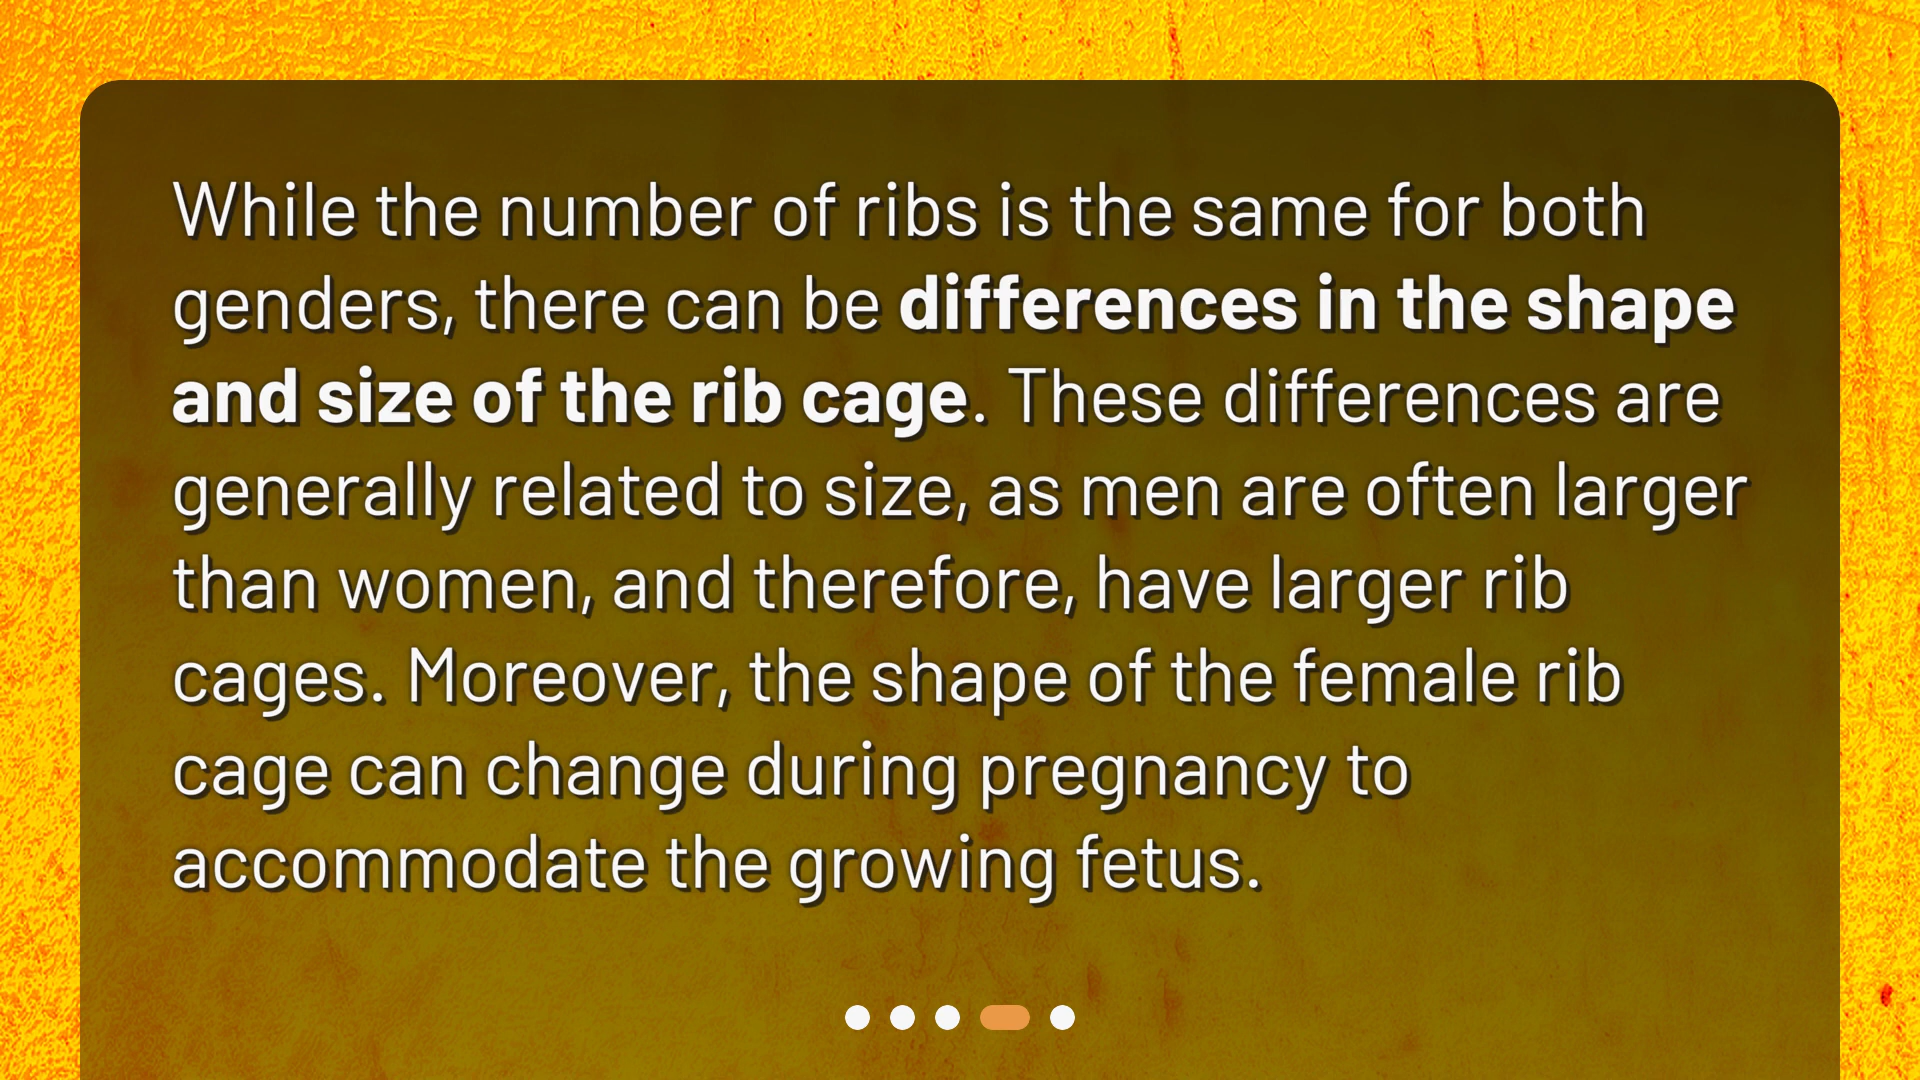 While the number of ribs is the same for both
genders, there can be differences in the shape
and size of the rib cage. These differences are
generally related to size, as men are often larger
than women, and therefore, have larger rib
cages. Moreover, the shape of the female rib
cage can change during pregnancy to
accommodate the growing fetus.